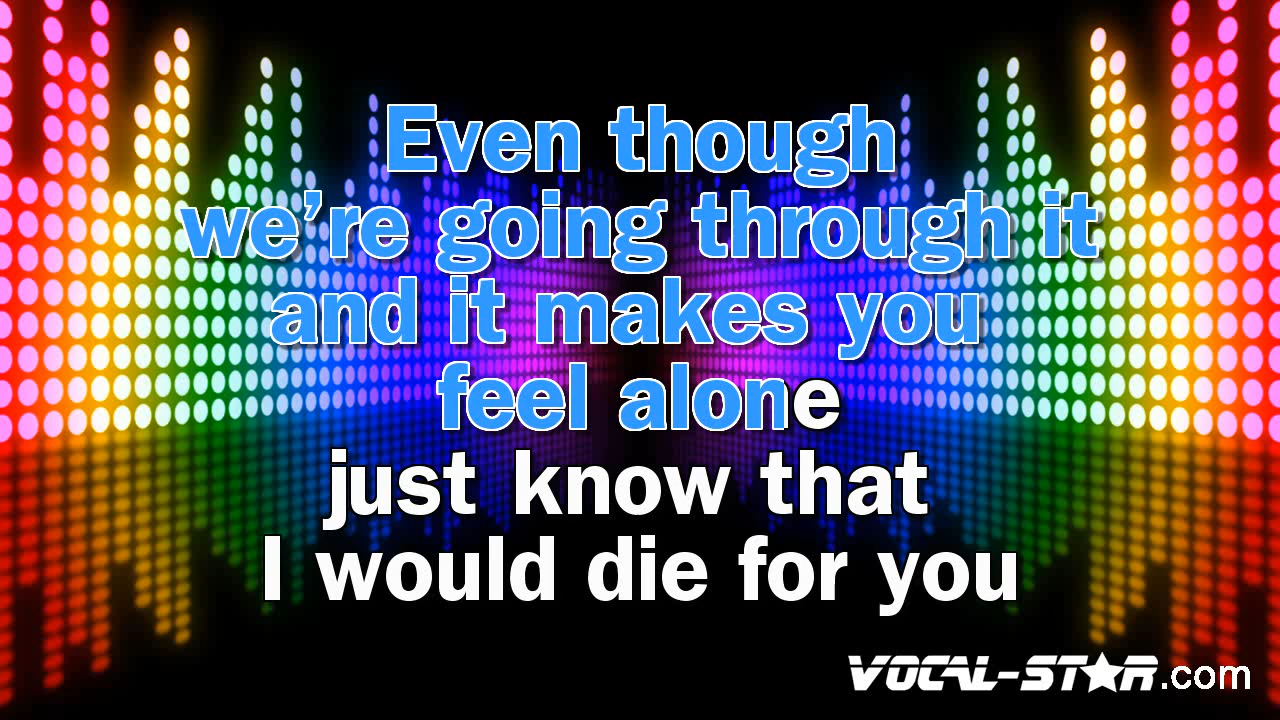 Even though
we're going through it
and it makes you
feel alone
just know that
I would die for you
VOCAL-STAR.com